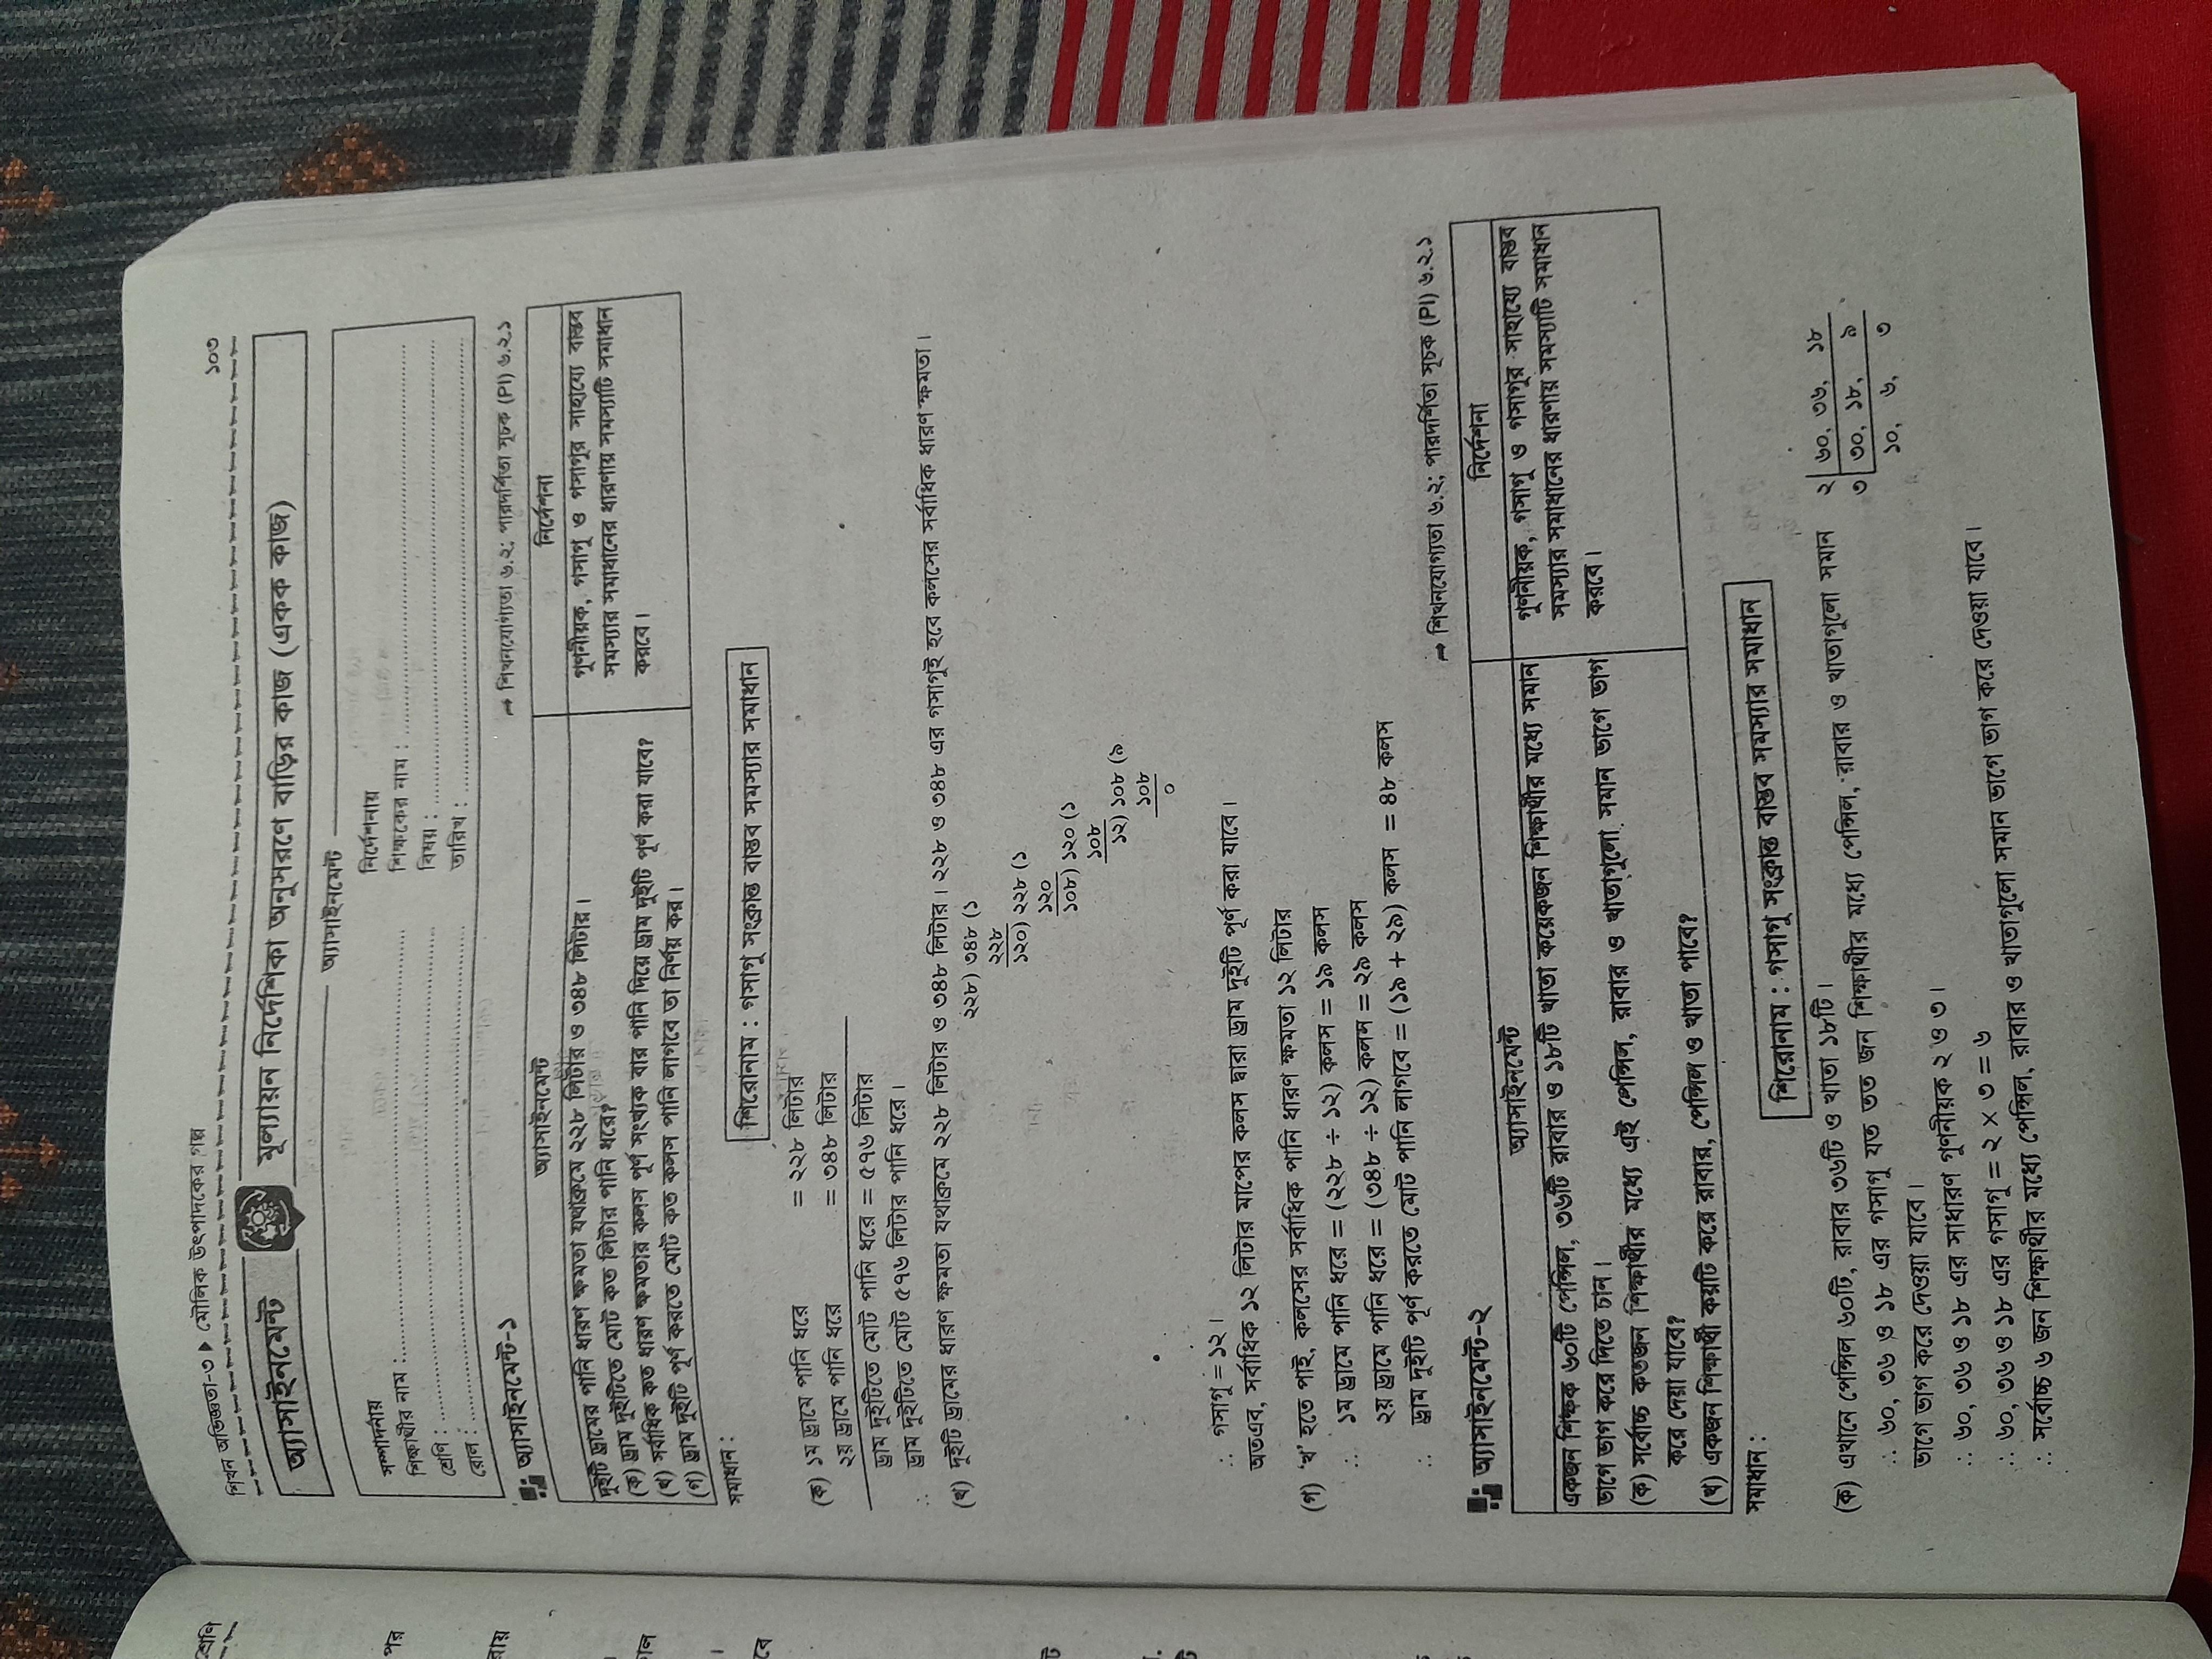 শ্রেণি
পর
রায়
গল
।
বে
টি
শিখন অভিজ্ঞতা-৩ ▶ মৌলিক উৎপাদকের গল্প
১০৩
অ্যাসাইনমেন্ট
মূল্যায়ন নির্দেশিকা অনুসরণে বাড়ির কাজ (একক কাজ)
অ্যাসাইনমেন্ট
সম্পাদনায়
শিক্ষার্থীর নাম :
শ্রেণি :
রোল :
নির্দেশনায়
শিক্ষকের নাম :
বিষয় :
তারিখ :
অ্যাসাইনমেন্ট-১
➡ শিখনযোগ্যতা ৬.২; পারদর্শিতা সূচক (PI) ৬.২.১
অ্যাসাইনমেন্ট
দুইটি ড্রামের পানি ধারণ ক্ষমতা যথাক্রমে ২২৮ লিটার ও ৩৪৮ লিটার।
(ক) ড্রাম দুইটিতে মোট কত লিটার পানি ধরে?
(খ) সর্বাধিক কত ধারণ ক্ষমতার কলস পূর্ণ সংখ্যক বার পানি দিয়ে ড্রাম দুইটি পূর্ণ করা যাবে?
(গ) ড্রাম দুইটি পূর্ণ করতে মোট কত কলস পানি লাগবে তা নির্ণয় কর।
নির্দেশনা
গুণনীয়ক, গসাগু ও গসাগুর সাহায্যে বাস্তব
সমস্যার সমাধানের ধারণায় সমস্যাটি সমাধান
করবে।
সমাধান :
শিরোনাম : গসাগু সংক্রান্ত বাস্তব সমস্যার সমাধান
(ক) ১ম ড্রামে পানি ধরে = ২২৮ লিটার
২য় ড্রামে পানি ধরে = ৩৪৮ লিটার
ড্রাম দুইটিতে মোট পানি ধরে = ৫৭৬ লিটার
∴ ড্রাম দুইটিতে মোট ৫৭৬ লিটার পানি ধরে।
(খ) দুইটি ড্রামের ধারণ ক্ষমতা যথাক্রমে ২২৮ লিটার ও ৩৪৮ লিটার। ২২৮ ও ৩৪৮ এর গসাগুই হবে কলসের সর্বাধিক ধারণ ক্ষমতা।
২২৮) ৩৪৮ (১
২২৮
১২০) ২২৮ (১
১২০
১০৮) ১২০ (১
১০৮
১২) ১০৮ (৯
১০৮
০
∴ গসাগু = ১২।
অতএব, সর্বাধিক ১২ লিটার মাপের কলস দ্বারা ড্রাম দুইটি পূর্ণ করা যাবে।
(গ) ‘খ’ হতে পাই, কলসের সর্বাধিক পানি ধারণ ক্ষমতা ১২ লিটার
∴ ১ম ড্রামে পানি ধরে = (২২৮ ÷ ১২) কলস = ১৯ কলস
২য় ড্রামে পানি ধরে = (৩৪৮ ÷ ১২) কলস = ২৯ কলস
∴ ড্রাম দুইটি পূর্ণ করতে মোট পানি লাগবে = (১৯ + ২৯) কলস = ৪৮ কলস
➡ শিখনযোগ্যতা ৬.২; পারদর্শিতা সূচক (PI) ৬.২.১
অ্যাসাইনমেন্ট-২
অ্যাসাইনমেন্ট
একজন শিক্ষক ৬০টি পেন্সিল, ৩৬টি রাবার ও ১৮টি খাতা কয়েকজন শিক্ষার্থীর মধ্যে সমান
ভাগে ভাগ করে দিতে চান।
(ক) সর্বোচ্চ কতজন শিক্ষার্থীর মধ্যে এই পেন্সিল, রাবার ও খাতাগুলো সমান ভাগে ভাগ
করে দেয়া যাবে?
(খ) একজন শিক্ষার্থী কয়টি করে রাবার, পেন্সিল ও খাতা পাবে?
নির্দেশনা
গুণনীয়ক, গসাগু ও গসাগুর সাহায্যে বাস্তব
সমস্যার সমাধানের ধারণায় সমস্যাটি সমাধান
করবে।
সমাধান :
শিরোনাম : গসাগু সংক্রান্ত বাস্তব সমস্যার সমাধান
(ক) এখানে পেন্সিল ৬০টি, রাবার ৩৬টি ও খাতা ১৮টি।
∴ ৬০, ৩৬ ও ১৮ এর গসাগু যত তত জন শিক্ষার্থীর মধ্যে পেন্সিল, রাবার ও খাতাগুলো সমান
ভাগে ভাগ করে দেওয়া যাবে।
∴ ৬০, ৩৬ ও ১৮ এর সাধারণ গুণনীয়ক ২ ও ৩।
∴ ৬০, ৩৬ ও ১৮ এর গসাগু = ২ × ৩ = ৬
∴ সর্বোচ্চ ৬ জন শিক্ষার্থীর মধ্যে পেন্সিল, রাবার ও খাতাগুলো সমান ভাগে ভাগ করে দেওয়া যাবে।
২ | ৬০, ৩৬, ১৮
৩ | ৩০, ১৮, ৯
১০, ৬, ৩